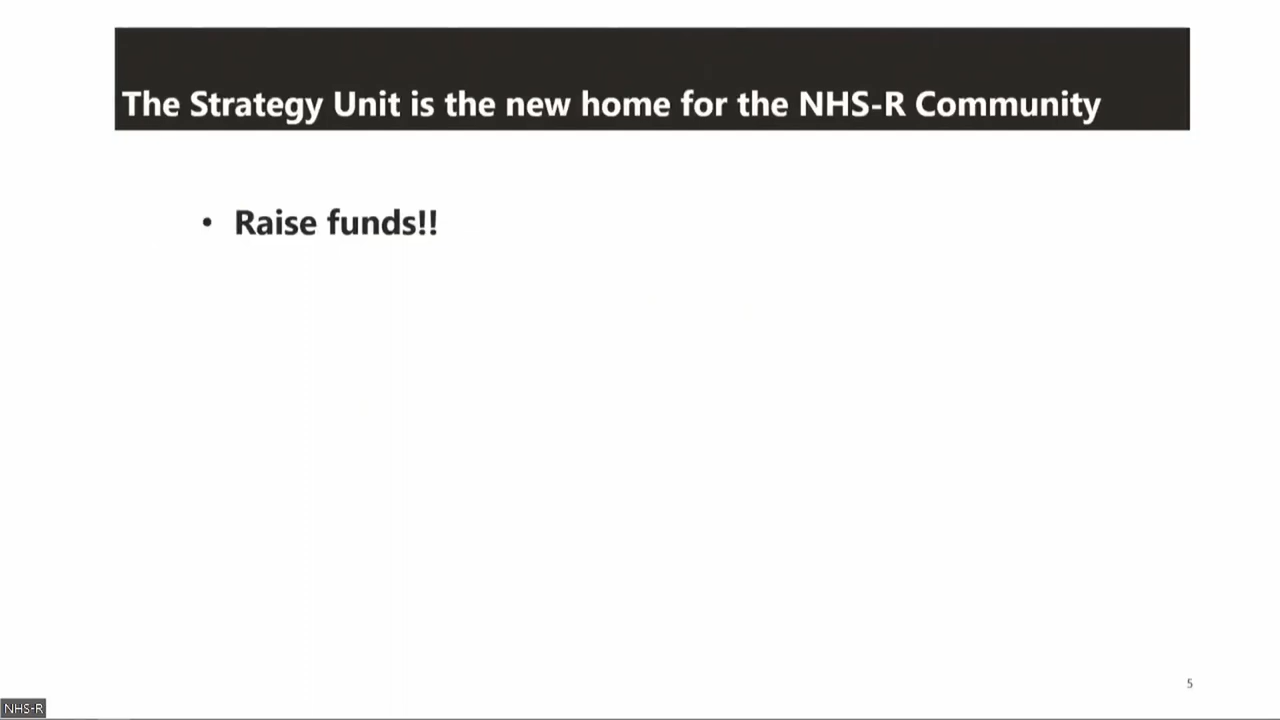 The Strategy Unit is the new home for the NHS-R Community
• Raise funds!!
5
NHS-R